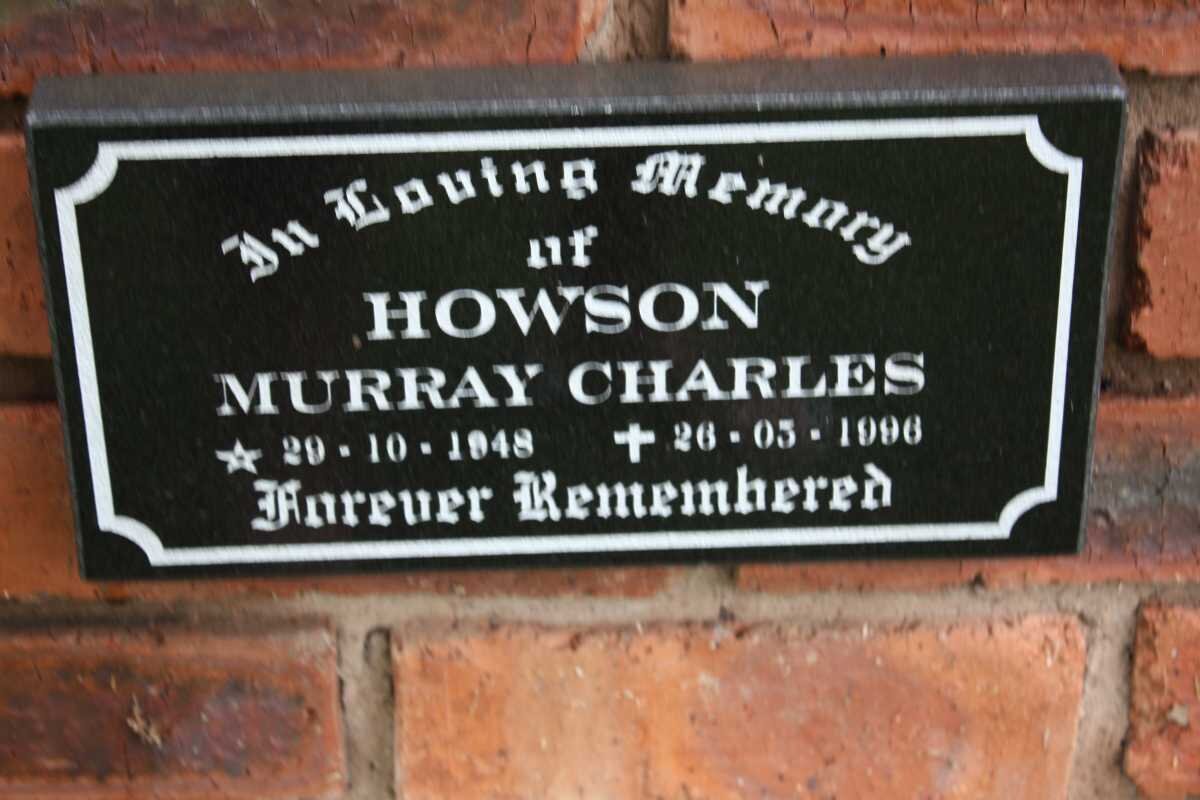 In Loving Memory
of
HOWSON
MURRAY CHARLES
29 - 10 - 1948 26 - 05 - 1996
Forever Remembered